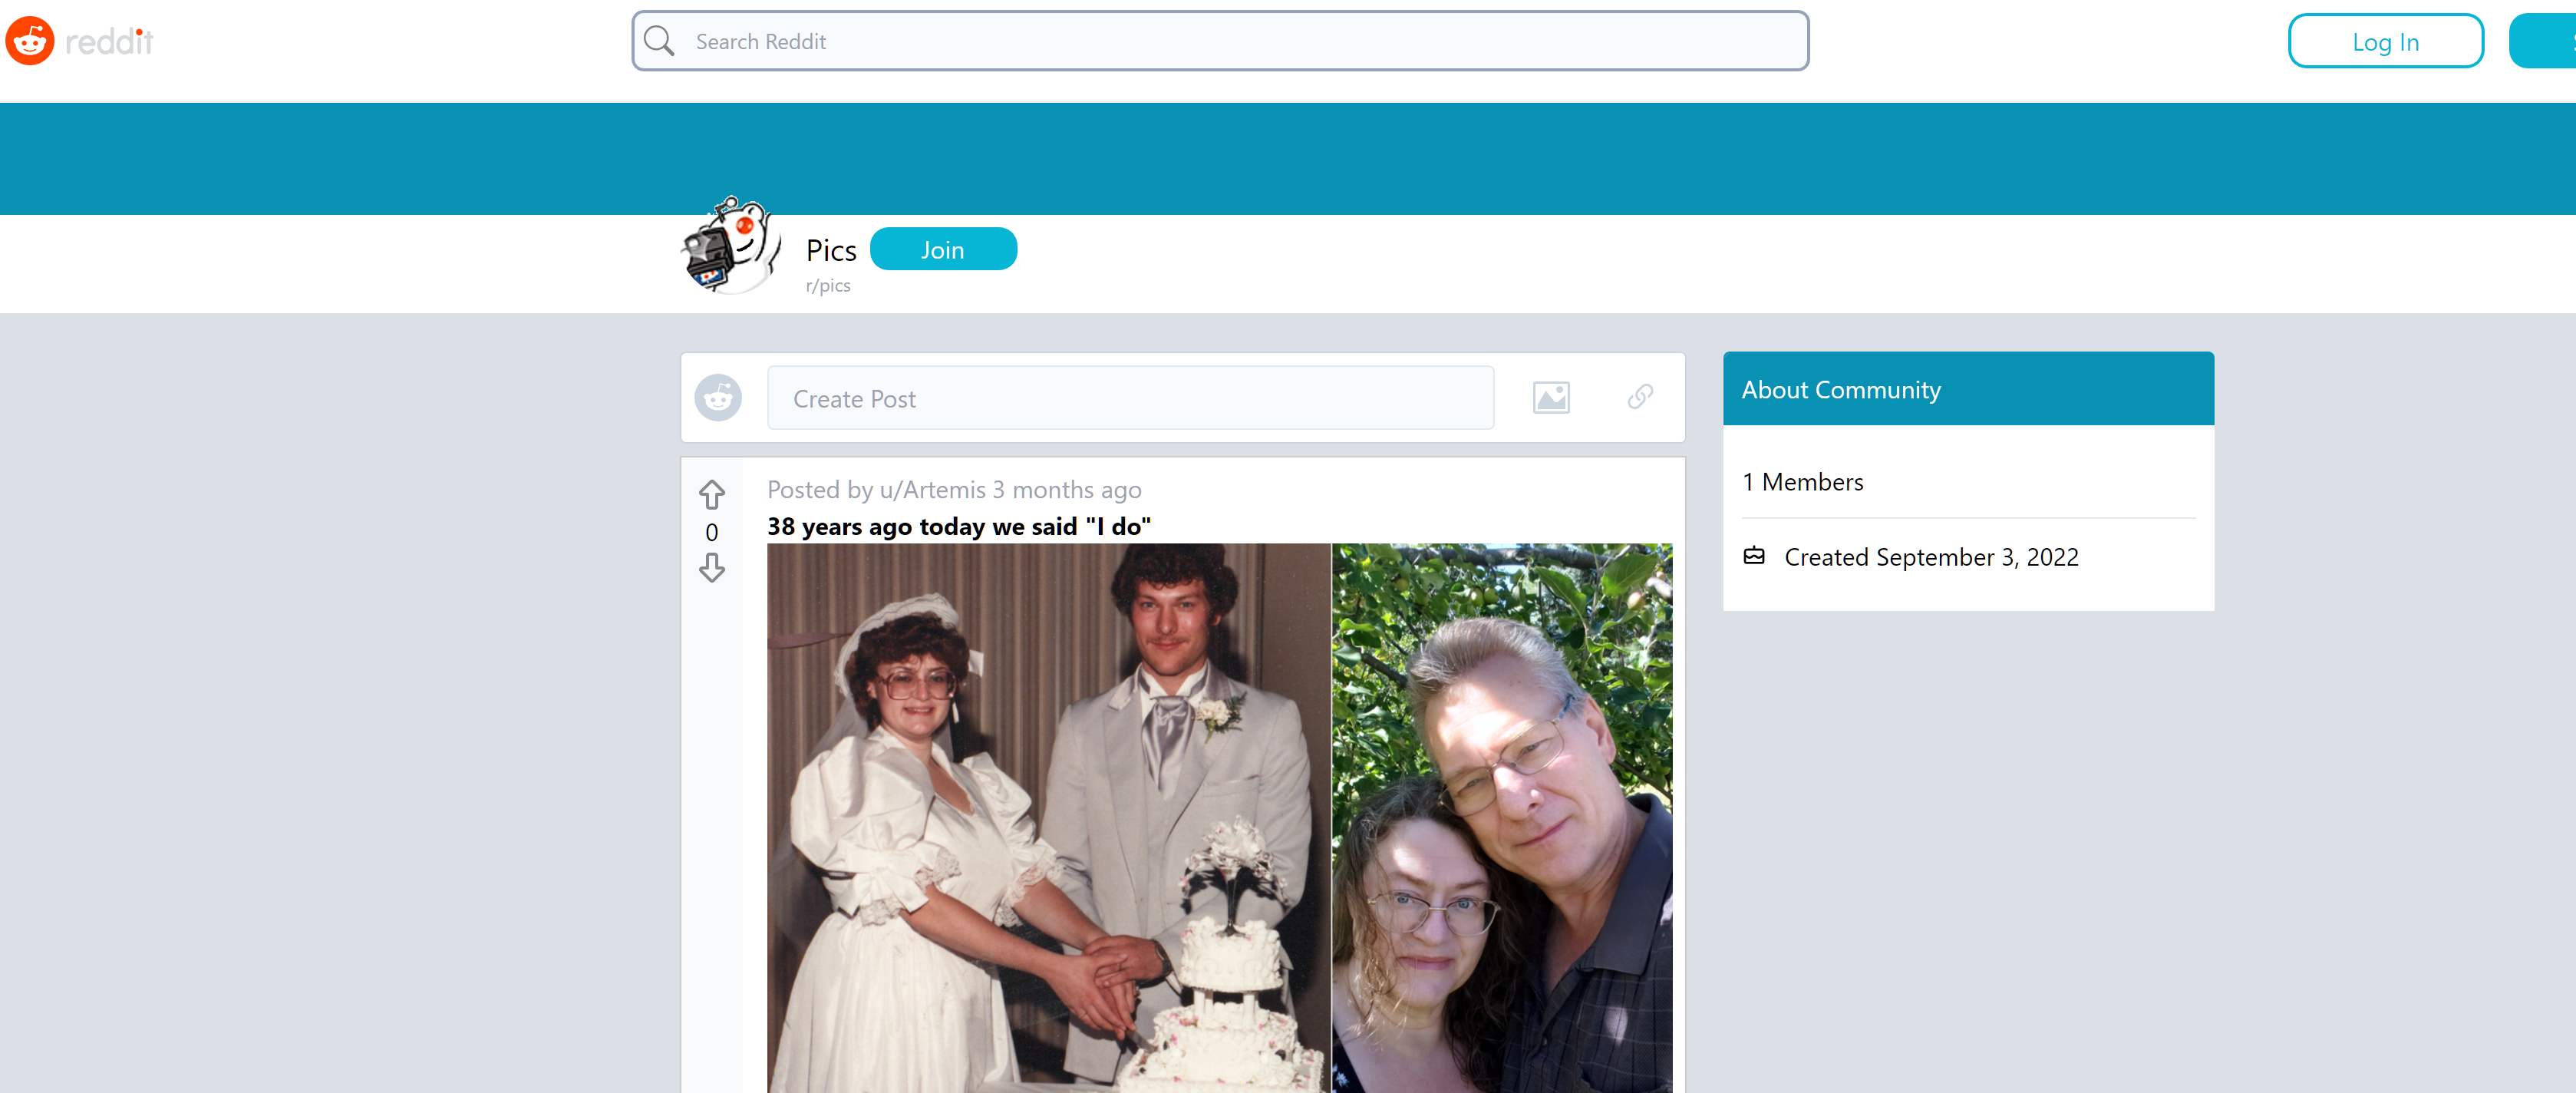 reddit
Search Reddit
Log In
Pics
Join
r/pics
Create Post
About Community
Posted by u/Artemis 3 months ago
1 Members
0
38 years ago today we said "I do"
Created September 3, 2022